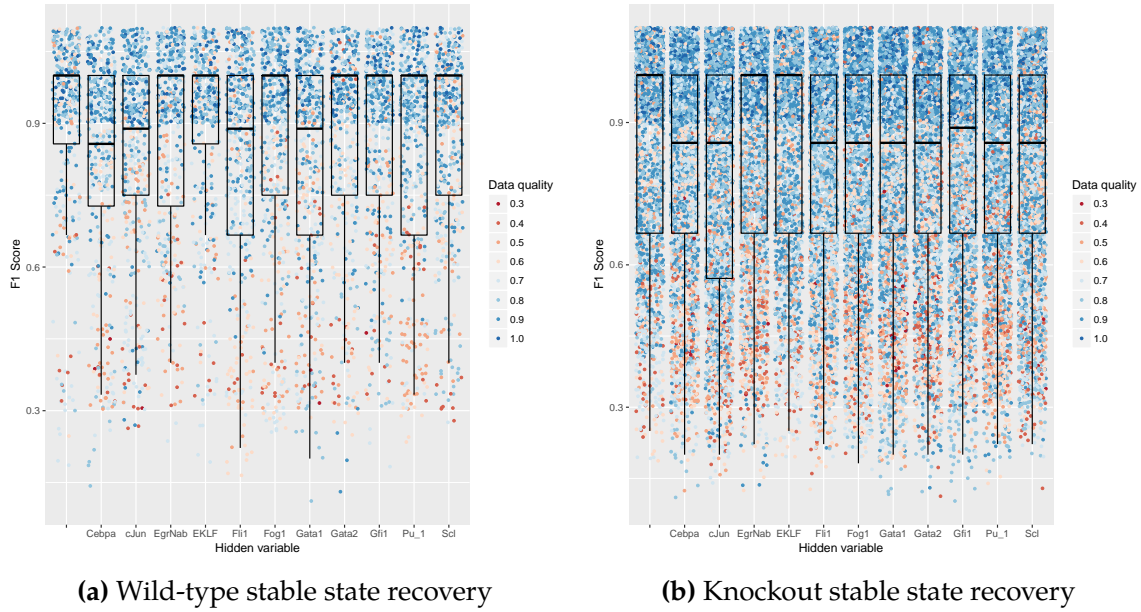 0.9
0.6
0.3
F1 Score
Cebpa cJun EgrNab EKLF Fli1 Fog1 Gata1 Gata2 Gfi1 Pu_1 Scl
Hidden variable
Data quality
0.3
0.4
0.5
0.6
0.7
0.8
0.9
1.0
(a) Wild-type stable state recovery
0.9
0.6
0.3
F1 Score
Cebpa cJun EgrNab EKLF Fli1 Fog1 Gata1 Gata2 Gfi1 Pu_1 Scl
Hidden variable
Data quality
0.3
0.4
0.5
0.6
0.7
0.8
0.9
1.0
(b) Knockout stable state recovery